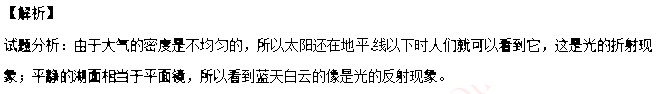 【解析】
试题分析：由于大气的密度是不均匀的，所以太阳还在地平线以下时人们就可以看到它，这是光的折射现
象；平静的湖面相当于平面镜，所以看到蓝天白云的像是光的反射现象。